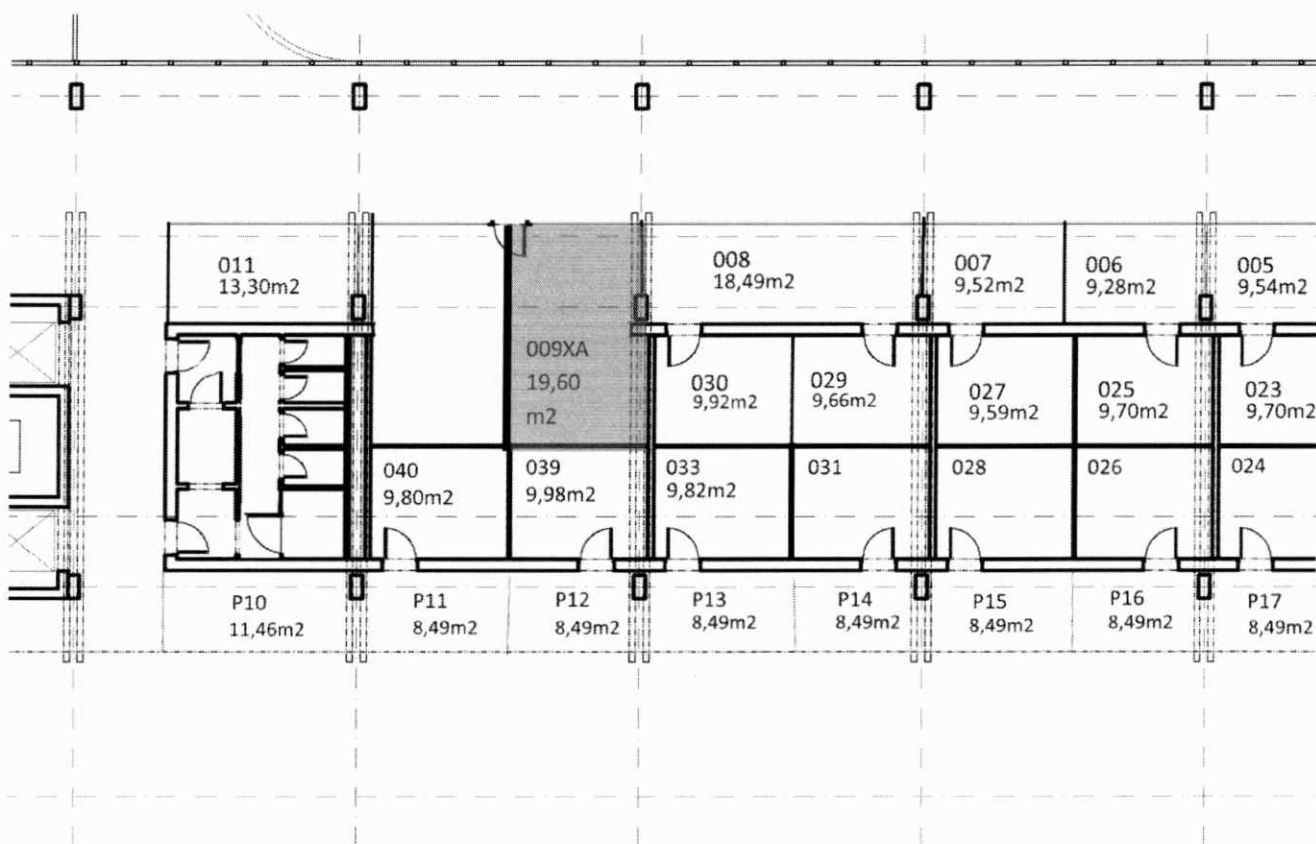 011
13,30m2
008
18,49m2
007
9,52m2
006
9,28m2
005
9,54m2
009XA
19,60
m2
030
9,92m2
029
9,66m2
027
9,59m2
025
9,70m2
023
9,70m2
040
9,80m2
039
9,98m2
033
9,82m2
031
028
026
024
P10
11,46m2
P11
8,49m2
P12
8,49m2
P13
8,49m2
P14
8,49m2
P15
8,49m2
P16
8,49m2
P17
8,49m2